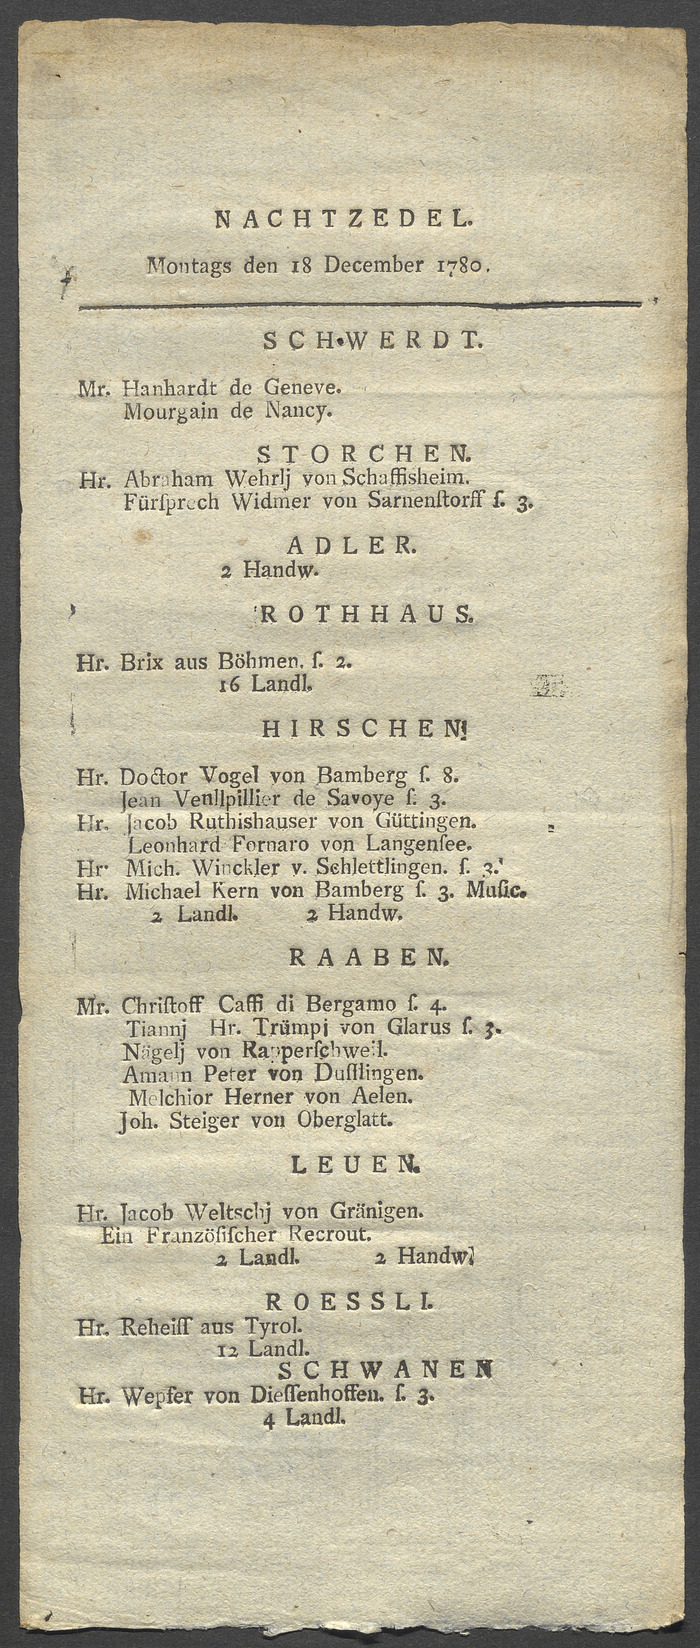 NACHTZEDEL.
Montags den 18 December 1780.
SCHWERDT.
Mr. Hanhardt de Geneve.
Mourgain de Nancy.
STORCHEN.
Hr. Abraham Wehrlj von Schaffisheim.
Fürſprech Widmer von Sarnenſtorff ſ. 3.
ADLER.
2 Handw.
ROTHHAUS.
Hr. Brix aus Böhmen. ſ. 2.
16 Landl.
HIRSCHEN.
Hr. Doctor Vogel von Bamberg ſ. 8.
Jean Venllpillier de Savoye ſ. 3.
Hr. Jacob Ruthishauser von Güttingen.
Leonhard Fornaro von Langenſee.
Hr. Mich. Winckler v. Schlettlingen. ſ. 3.
Hr. Michael Kern von Bamberg ſ. 3. Muſic.
2 Landl. 2 Handw.
RAABEN.
Mr. Chriſtoff Caffi di Bergamo ſ. 4.
Tiannj Hr. Trümpi von Glarus ſ. 3.
Nägelj von Rapperſchweil.
Amann Peter von Duſſlingen.
Melchior Herner von Aelen.
Joh. Steiger von Oberglatt.
LEUEN.
Hr. Jacob Weltschj von Gränigen.
Ein Franzöſiſcher Recrout.
2 Landl. 2 Handw.
ROESSLI.
Hr. Reheiſſ aus Tyrol.
12 Landl.
SCHWANEN
Hr. Wepfer von Dieſſenhoffen. ſ. 3.
4 Landl.